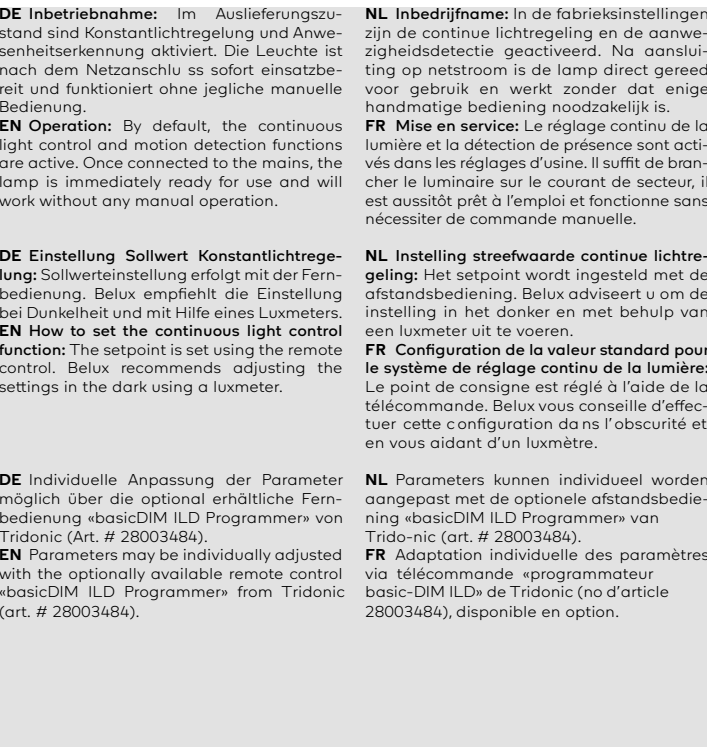 DE Inbetriebnahme: Im Auslieferungszu-
stand sind Konstantlichtregelung und Anwe-
senheitserkennung aktiviert. Die Leuchte ist
nach dem Netzanschlu ss sofort einsatzbe-
reit und funktioniert ohne jegliche manuelle
Bedienung.
EN Operation: By default, the continuous
light control and motion detection functions
are active. Once connected to the mains, the
lamp is immediately ready for use and will
work without any manual operation.

DE Einstellung Sollwert Konstantlichtrege-
lung: Sollwerteinstellung erfolgt mit der Fern-
bedienung. Belux empfiehlt die Einstellung
bei Dunkelheit und mit Hilfe eines Luxmeters.
EN How to set the continuous light control
function: The setpoint is set using the remote
control. Belux recommends adjusting the
settings in the dark using a luxmeter.

DE Individuelle Anpassung der Parameter
möglich über die optional erhältliche Fern-
bedienung «basicDIM ILD Programmer» von
Tridonic (Art. # 28003484).
EN Parameters may be individually adjusted
with the optionally available remote control
«basicDIM ILD Programmer» from Tridonic
(art. # 28003484).

NL Inbedrijfname: In de fabrieksinstellingen
zijn de continue lichtregeling en de aanwe-
zigheidsdetectie geactiveerd. Na aanslui-
ting op netstroom is de lamp direct gereed
voor gebruik en werkt zonder dat enige
handmatige bediening noodzakelijk is.
FR Mise en service: Le réglage continu de la
lumière et la détection de présence sont acti-
vés dans les réglages d'usine. Il suffit de bran-
cher le luminaire sur le courant de secteur, il
est aussitôt prêt à l'emploi et fonctionne sans
nécessiter de commande manuelle.

NL Instelling streefwaarde continue lichtre-
geling: Het setpoint wordt ingesteld met de
afstandsbediening. Belux adviseert u om de
instelling in het donker en met behulp van
een luxmeter uit te voeren.
FR Configuration de la valeur standard pour
le système de réglage continu de la lumière:
Le point de consigne est réglé à l'aide de la
télécommande. Belux vous conseille d'effec-
tuer cette c onfiguration da ns l' obscurité et
en vous aidant d'un luxmètre.

NL Parameters kunnen individueel worden
aangepast met de optionele afstandsbedie-
ning «basicDIM ILD Programmer» van
Trido-nic (art. # 28003484).
FR Adaptation individuelle des paramètres
via télécommande «programmateur
basic-DIM ILD» de Tridonic (no d'article
28003484), disponible en option.